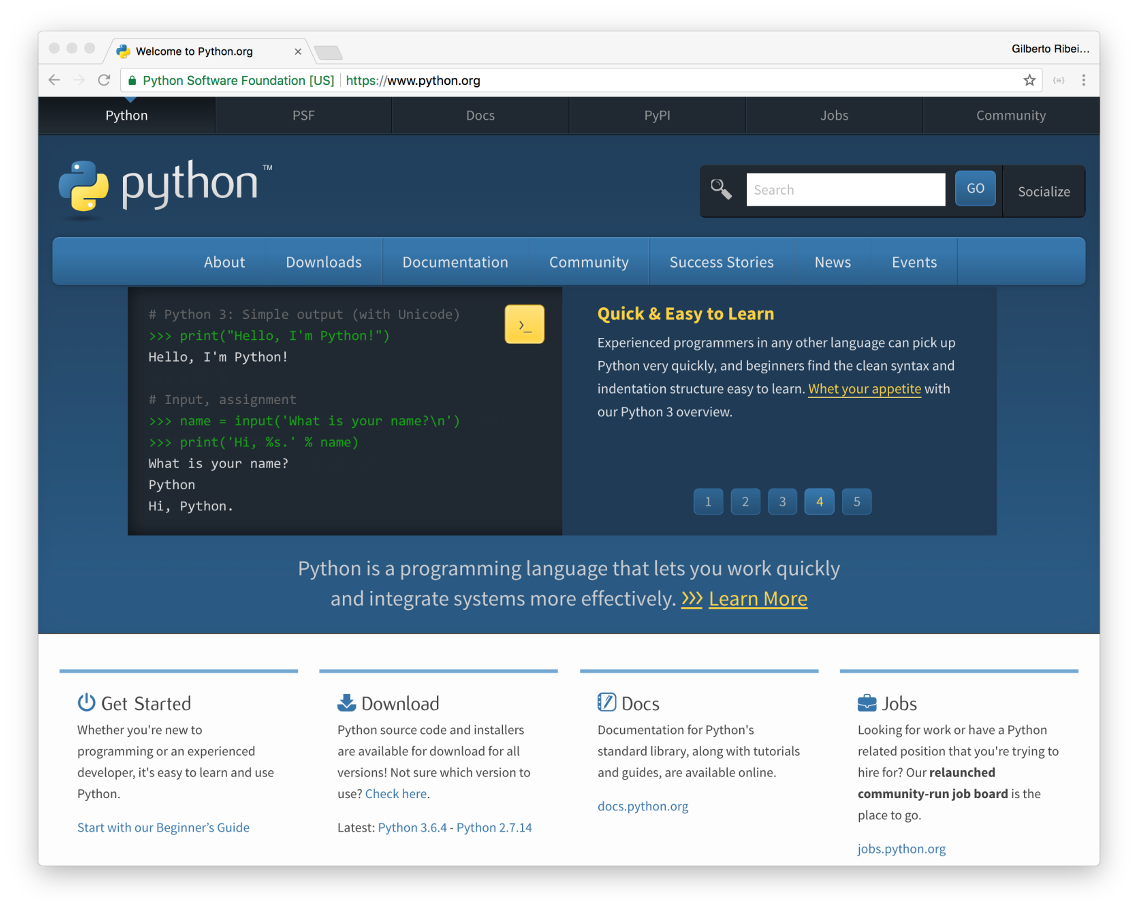 Welcome to Python.org
Gilberto Ribei...
Python Software Foundation [US] https://www.python.org
Python PSF Docs PyPI Jobs Community
python™
Search GO Socialize
About Downloads Documentation Community Success Stories News Events
# Python 3: Simple output (with Unicode)
>>> print("Hello, I'm Python!")
Hello, I'm Python!
# Input, assignment
>>> name = input('What is your name?\n')
>>> print('Hi, %s.' % name)
What is your name?
Python
Hi, Python.
>_
Quick & Easy to Learn
Experienced programmers in any other language can pick up
Python very quickly, and beginners find the clean syntax and
indentation structure easy to learn. Whet your appetite with
our Python 3 overview.
1 2 3 4 5
Python is a programming language that lets you work quickly
and integrate systems more effectively. >>> Learn More
Get Started
Whether you're new to
programming or an experienced
developer, it's easy to learn and use
Python.
Start with our Beginner’s Guide
Download
Python source code and installers
are available for download for all
versions! Not sure which version to
use? Check here.
Latest: Python 3.6.4 - Python 2.7.14
Docs
Documentation for Python's
standard library, along with tutorials
and guides, are available online.
docs.python.org
Jobs
Looking for work or have a Python
related position that you're trying to
hire for? Our relaunched
community-run job board is the
place to go.
jobs.python.org